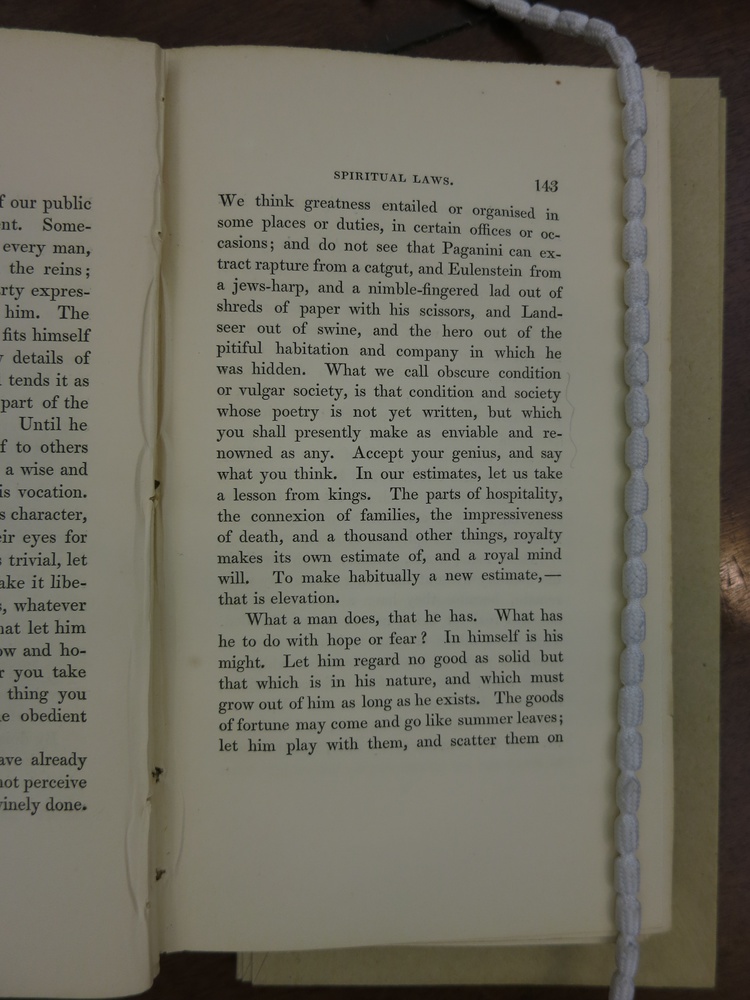 f our public
nt. Some-
every man,
the reins;
rty expres-
him. The
fits himself
details of
tends it as
part of the
Until he
f to others
a wise and
is vocation.
s character,
eir eyes for
trivial, let
ake it libe-
s, whatever
hat let him
ow and ho-
r you take
thing you
e obedient
ave already
not perceive
vinely done.
SPIRITUAL LAWS. 143
We think greatness entailed or organised in
some places or duties, in certain offices or oc-
casions; and do not see that Paganini can ex-
tract rapture from a catgut, and Eulenstein from
a jews-harp, and a nimble-fingered lad out of
shreds of paper with his scissors, and Land-
seer out of swine, and the hero out of the
pitiful habitation and company in which he
was hidden. What we call obscure condition
or vulgar society, is that condition and society
whose poetry is not yet written, but which
you shall presently make as enviable and re-
nowned as any. Accept your genius, and say
what you think. In our estimates, let us take
a lesson from kings. The parts of hospitality,
the connexion of families, the impressiveness
of death, and a thousand other things, royalty
makes its own estimate of, and a royal mind
will. To make habitually a new estimate,—
that is elevation.
What a man does, that he has. What has
he to do with hope or fear? In himself is his
might. Let him regard no good as solid but
that which is in his nature, and which must
grow out of him as long as he exists. The goods
of fortune may come and go like summer leaves;
let him play with them, and scatter them on